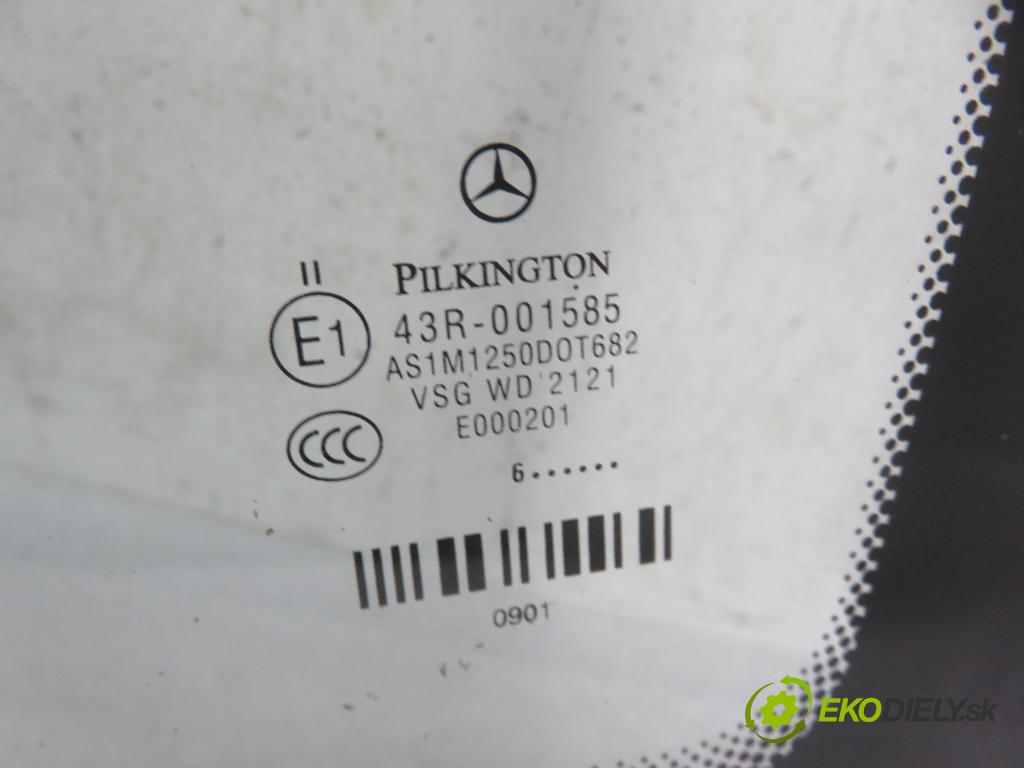 PILKINGTON
II
E1
43R-001585
AS1M1250DOT682
VSG WD 2121
E000201
CCC
6......
0901
EKODIELY.sk